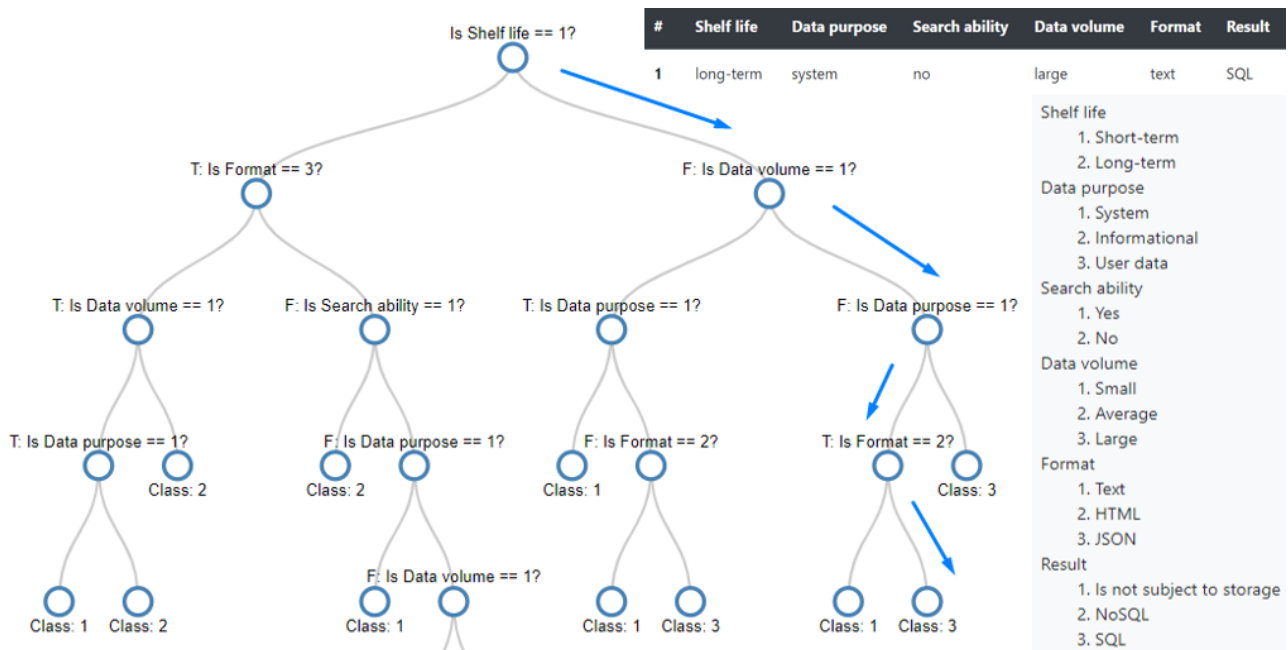 Is Shelf life == 1?
# Shelf life Data purpose Search ability Data volume Format Result
1 long-term system no large text SQL
T: Is Format == 3?
F: Is Data volume == 1?
T: Is Data volume == 1?
F: Is Search ability == 1?
T: Is Data purpose == 1?
F: Is Data purpose == 1?
T: Is Data purpose == 1?
Class: 2
Class: 2
F: Is Data purpose == 1?
Class: 1
F: Is Format == 2?
T: Is Format == 2?
Class: 3
Class: 1
Class: 2
Class: 1
F: Is Data volume == 1?
Class: 1
Class: 3
Class: 1
Class: 3
Shelf life
1. Short-term
2. Long-term
Data purpose
1. System
2. Informational
3. User data
Search ability
1. Yes
2. No
Data volume
1. Small
2. Average
3. Large
Format
1. Text
2. HTML
3. JSON
Result
1. Is not subject to storage
2. NoSQL
3. SQL